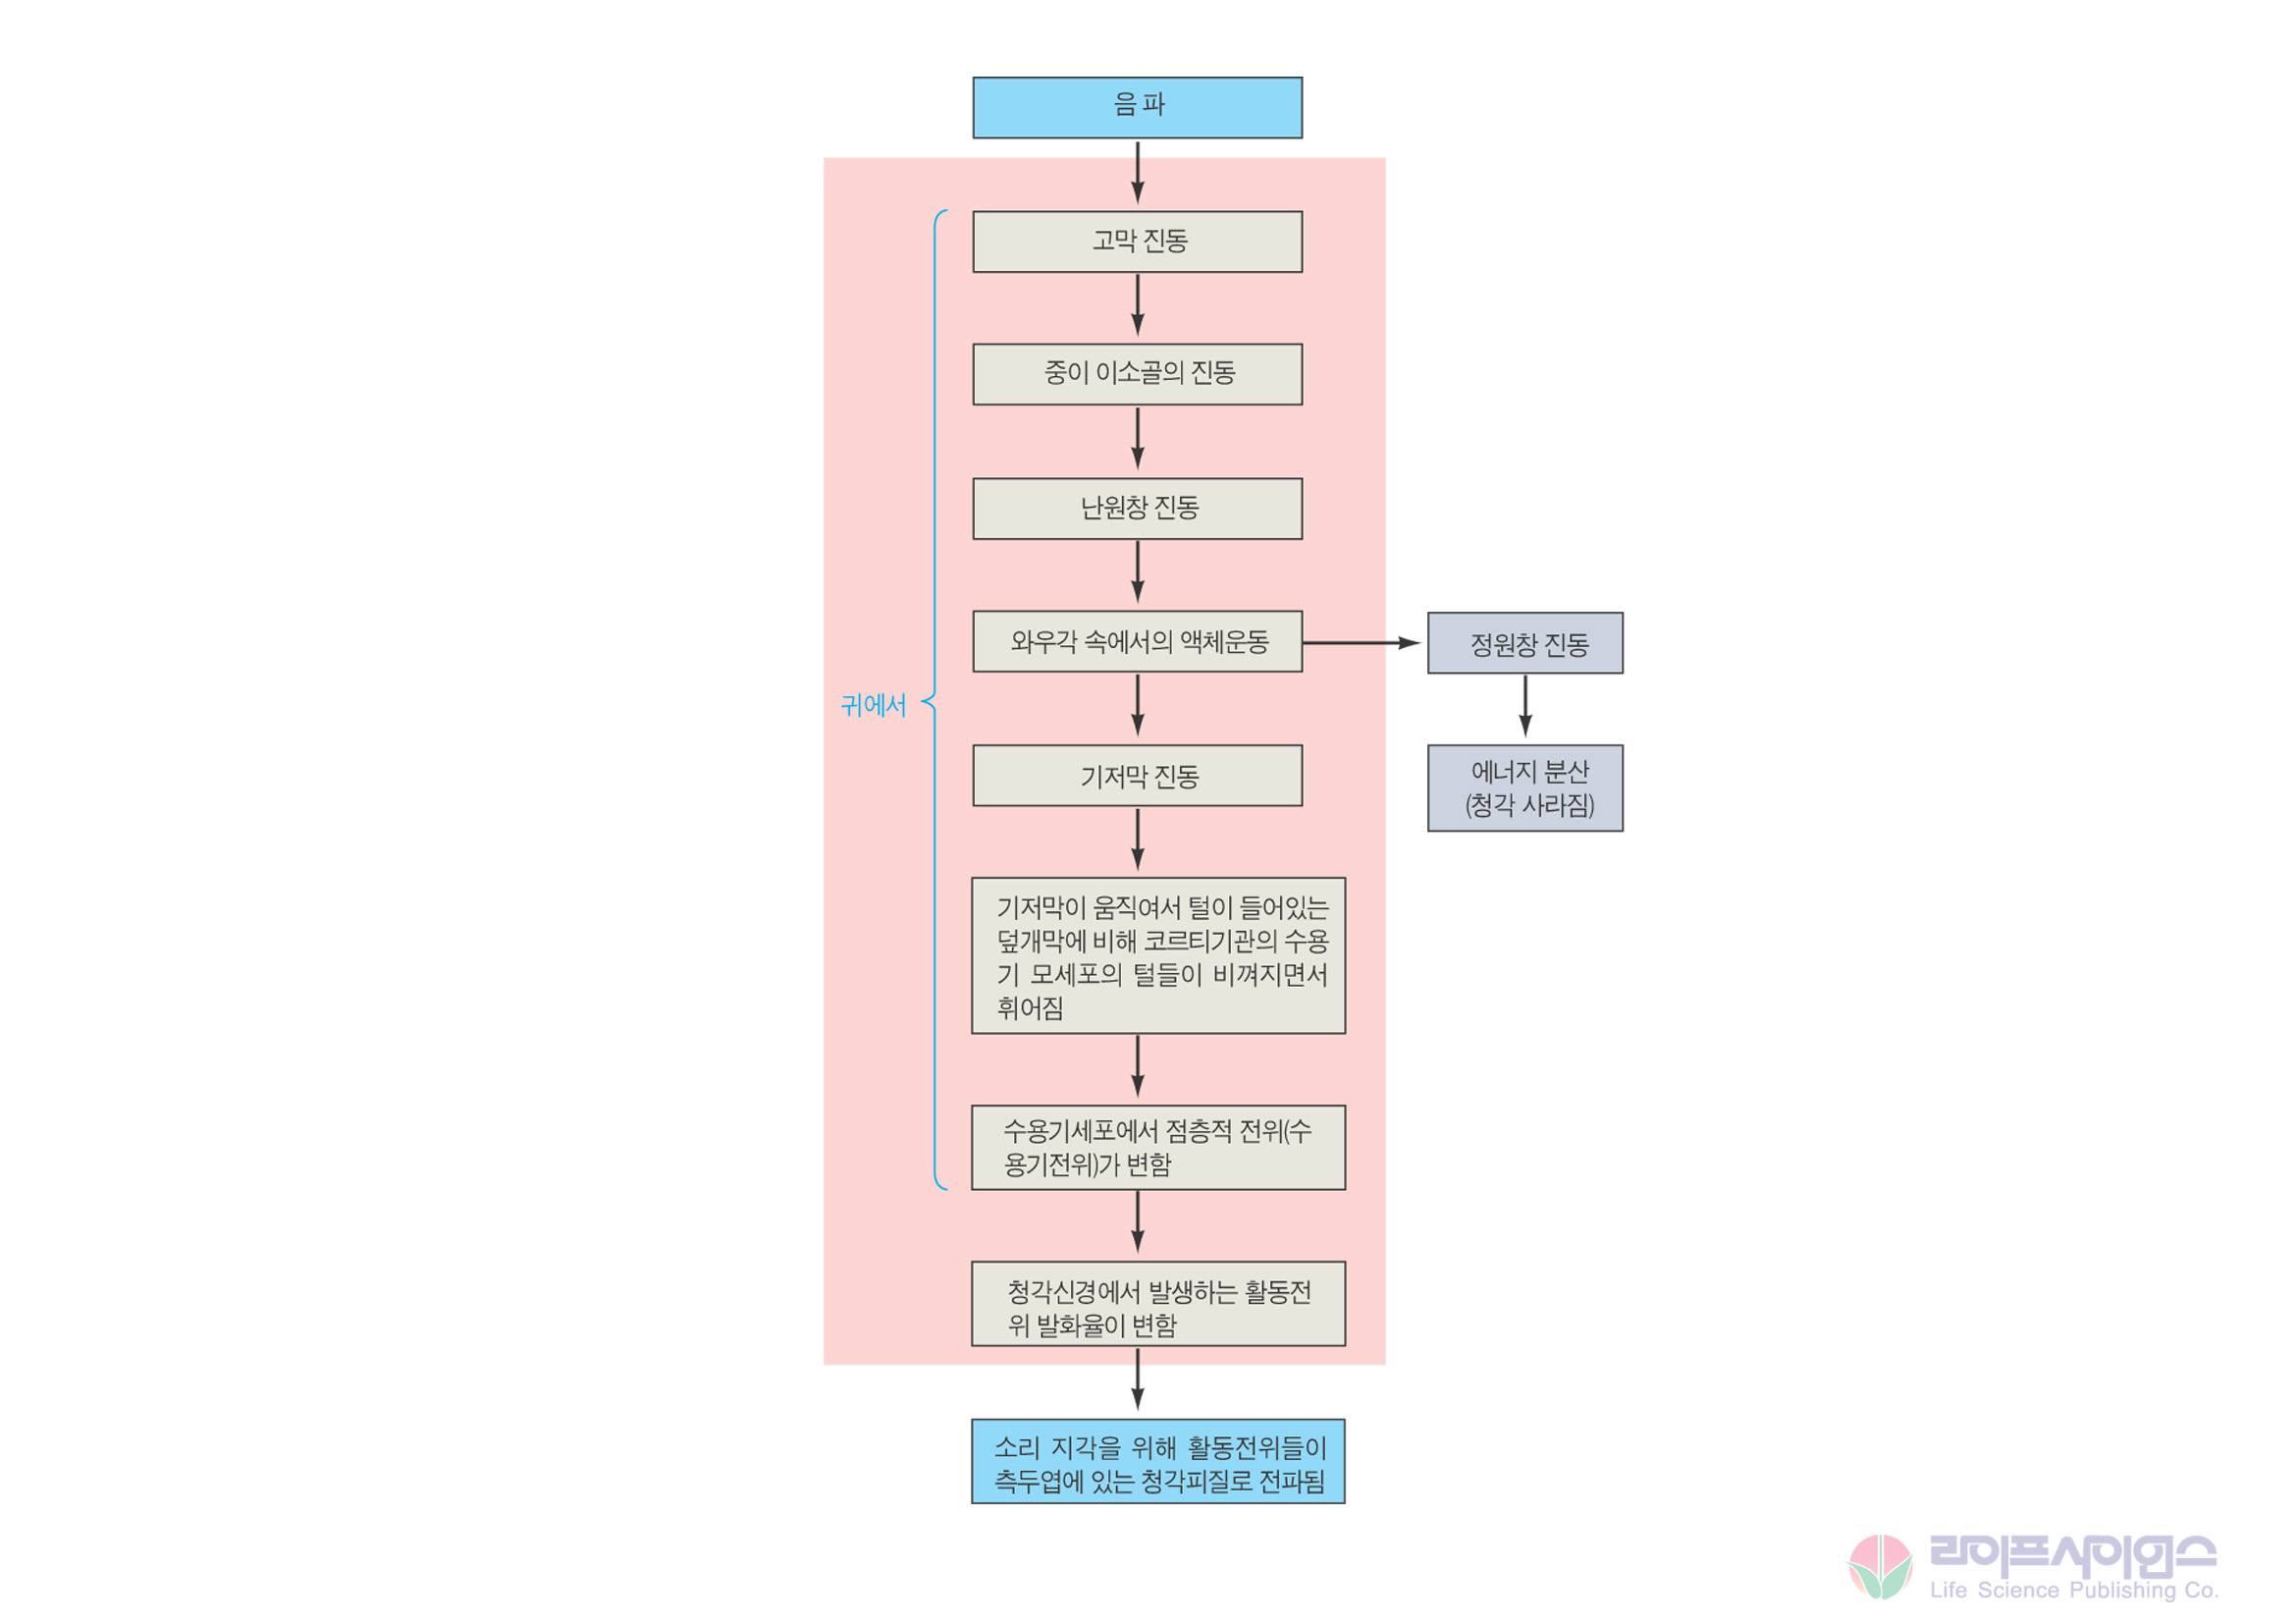 음 파
고막 진동
중이 이소골의 진동
난원창 진동
와우각 속에서의 액체운동
정원창 진동
귀에서
기저막 진동
에너지 분산
(청각 사라짐)
기저막이 움직여서 털이 들어있는
덮개막에 비해 코르티기관의 수용
기 모세포의 털들이 비껴지면서
휘어짐
수용기세포에서 점층적 전위(수
용기전위)가 변함
청각신경에서 발생하는 활동전
위 발화율이 변함
소리 지각을 위해 활동전위들이
측두엽에 있는 청각피질로 전파됨
라이프사이언스
Life Science Publishing Co.